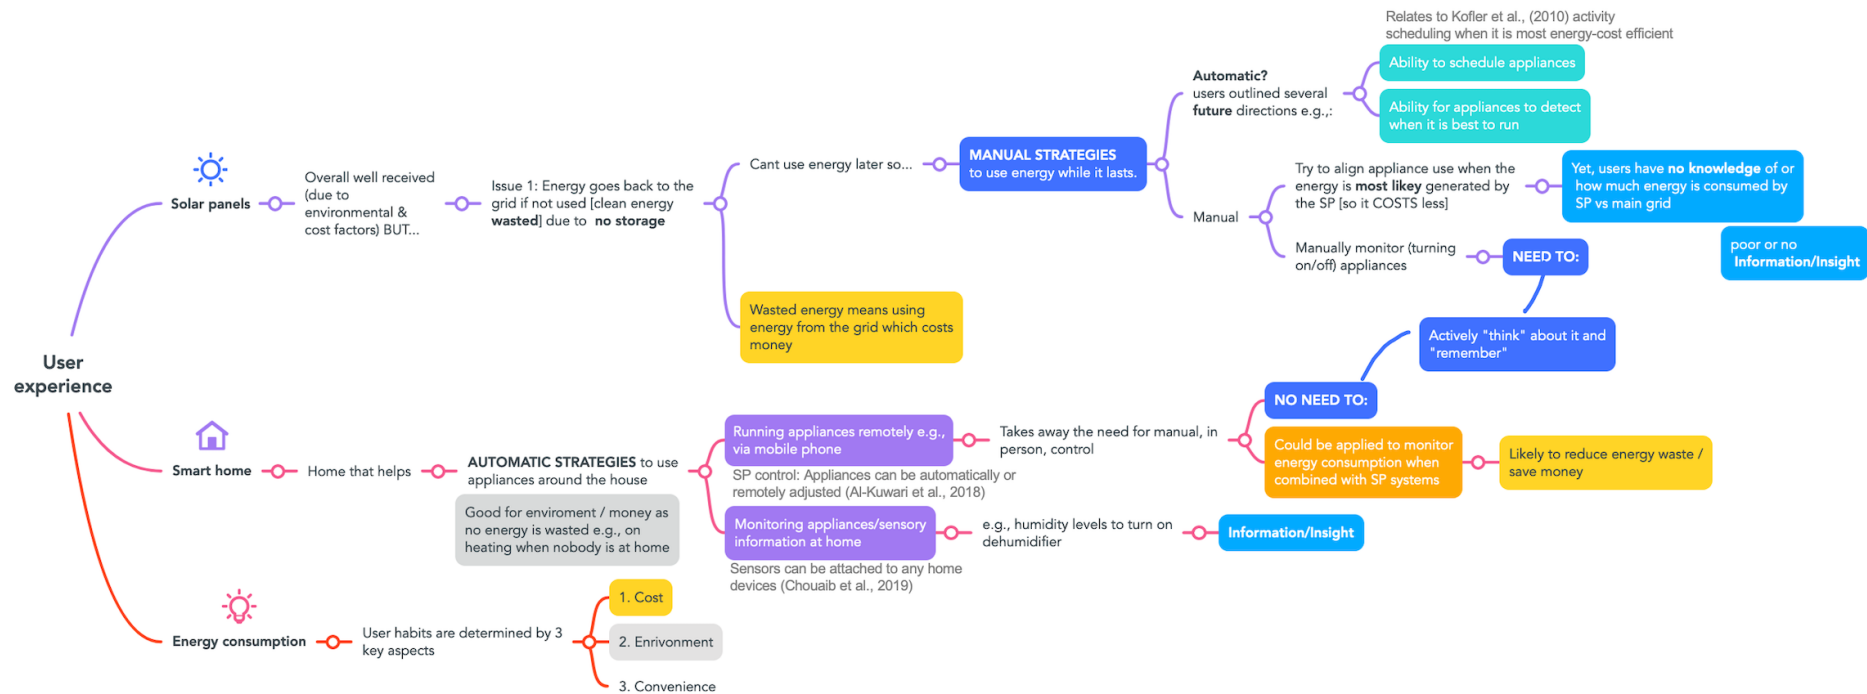 User
experience
Solar panels
Overall well received
(due to
environmental &
cost factors) BUT...
Issue 1: Energy goes back to the
grid if not used [clean energy
wasted] due to no storage
Cant use energy later so...
MANUAL STRATEGIES
to use energy while it lasts.
Automatic?
users outlined several
future directions e.g.,:
Relates to Kofler et al., (2010) activity
scheduling when it is most energy-cost efficient
Ability to schedule appliances
Ability for appliances to detect
when it is best to run
Manual
Try to align appliance use when the
energy is most likey generated by
the SP [so it COSTS less]
Yet, users have no knowledge of or
how much energy is consumed by
SP vs main grid
poor or no
Information/Insight
Manually monitor (turning
on/off) appliances
NEED TO:
Actively "think" about it and
"remember"
Wasted energy means using
energy from the grid which costs
money
Smart home
Home that helps
AUTOMATIC STRATEGIES to use
appliances around the house
Good for enviroment / money as
no energy is wasted e.g., on
heating when nobody is at home
Running appliances remotely e.g.,
via mobile phone
SP control: Appliances can be automatically or
remotely adjusted (Al-Kuwari et al., 2018)
Takes away the need for manual, in
person, control
NO NEED TO:
Could be applied to monitor
energy consumption when
combined with SP systems
Likely to reduce energy waste /
save money
Monitoring appliances/sensory
information at home
Sensors can be attached to any home
devices (Chouaib et al., 2019)
e.g., humidity levels to turn on
dehumidifier
Information/Insight
Energy consumption
User habits are determined by 3
key aspects
1. Cost
2. Enrivonment
3. Convenience